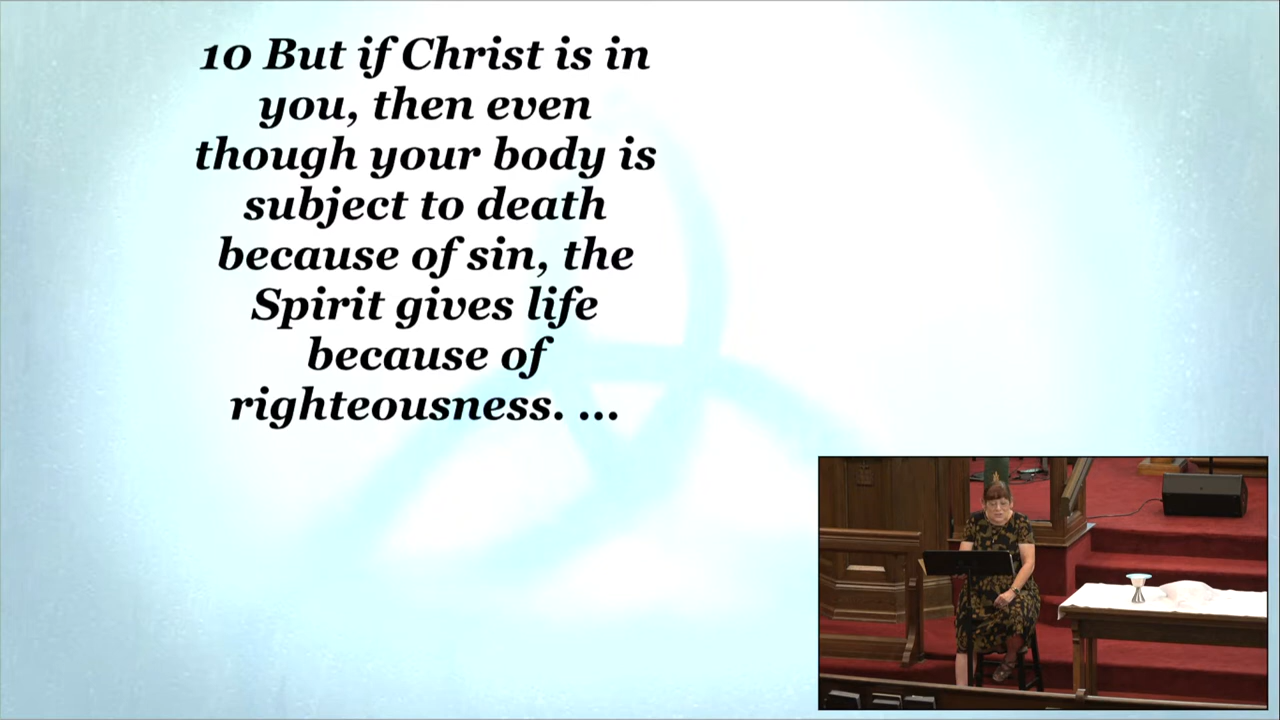 10 But if Christ is in
you, then even
though your body is
subject to death
because of sin, the
Spirit gives life
because of
righteousness. ...